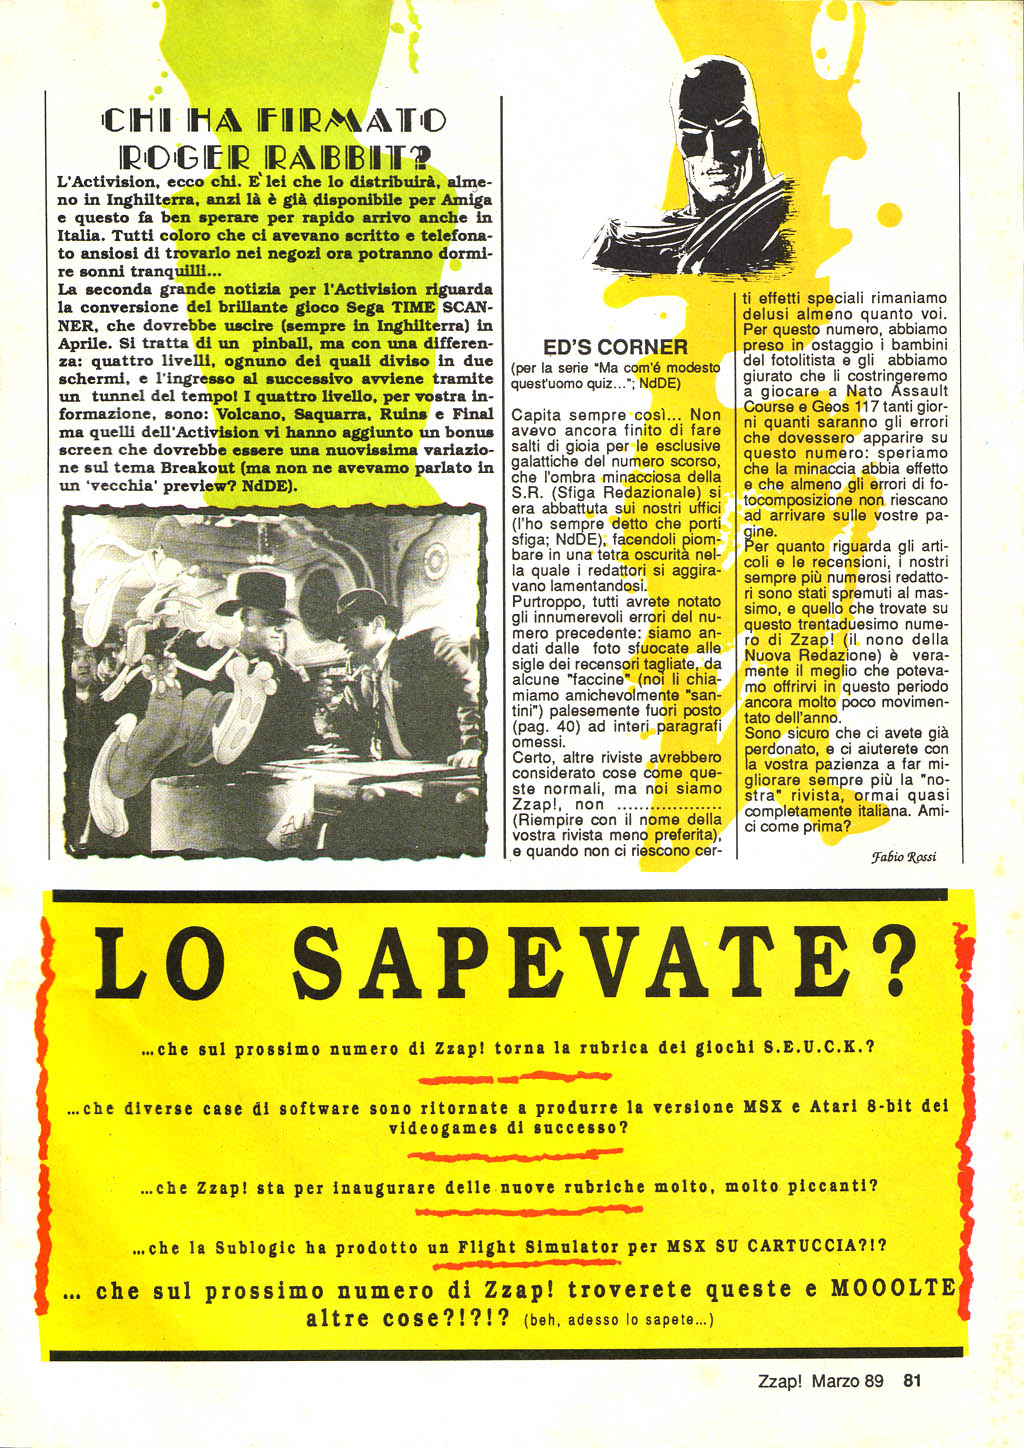 CHI HA FIRMATO
ROGER RABBIT?
L'Activision, ecco chi. E' lei che lo distribuirà, alme-
no in Inghilterra, anzi là è già disponibile per Amiga
e questo fa ben sperare per rapido arrivo anche in
Italia. Tutti coloro che ci avevano scritto e telefona-
to ansiosi di trovarlo nei negozi ora potranno dormi-
re sonni tranquilli...
La seconda grande notizia per l'Activision riguarda
la conversione del brillante gioco Sega TIME SCAN-
NER, che dovrebbe uscire (sempre in Inghilterra) in
Aprile. Si tratta di un pinball, ma con una differen-
za: quattro livelli, ognuno dei quali diviso in due
schermi, e l'ingresso al successivo avviene tramite
un tunnel del tempo! I quattro livello, per vostra in-
formazione, sono: Volcano, Saquarra, Ruins e Final
ma quelli dell'Activision vi hanno aggiunto un bonus
screen che dovrebbe essere una nuovissima variazio-
ne sul tema Breakout (ma non ne avevamo parlato in
un 'vecchia' preview? NdDE).
ED'S CORNER
(per la serie "Ma com'é modesto
quest'uomo quiz..."; NdDE)
Capita sempre così... Non
avevo ancora finito di fare
salti di gioia per le esclusive
galattiche del numero scorso,
che l'ombra minacciosa della
S.R. (Sfiga Redazionale) si
era abbattuta sui nostri uffici
(l'ho sempre detto che porti
sfiga; NdDE), facendoli piom-
bare in una tetra oscurità nel-
la quale i redattori si aggira-
vano lamentandosi.
Purtroppo, tutti avrete notato
gli innumerevoli errori del nu-
mero precedente: siamo an-
dati dalle foto sfuocate alle
sigle dei recensori tagliate, da
alcune "faccine" (noi li chia-
miamo amichevolmente "san-
tini") palesemente fuori posto
(pag. 40) ad interi paragrafi
omessi.
Certo, altre riviste avrebbero
considerato cose come que-
ste normali, ma noi siamo
Zzap!, non ..................
(Riempire con il nome della
vostra rivista meno preferita),
e quando non ci riescono cer-
ti effetti speciali rimaniamo
delusi almeno quanto voi.
Per questo numero, abbiamo
preso in ostaggio i bambini
del fotolitista e gli abbiamo
giurato che li costringeremo
a giocare a Nato Assault
Course e Geos 117 tanti gior-
ni quanti saranno gli errori
che dovessero apparire su
questo numero: speriamo
che la minaccia abbia effetto
e che almeno gli errori di fo-
tocomposizione non riescano
ad arrivare sulle vostre pa-
gine.
Per quanto riguarda gli arti-
coli e le recensioni, i nostri
sempre più numerosi redatto-
ri sono stati spremuti al mas-
simo, e quello che trovate su
questo trentaduesimo nume-
ro di Zzap! (il nono della
Nuova Redazione) è vera-
mente il meglio che poteva-
mo offrirvi in questo periodo
ancora molto poco movimen-
tato dell'anno.
Sono sicuro che ci avete già
perdonato, e ci aiuterete con
la vostra pazienza a far mi-
gliorare sempre più la "no-
stra" rivista, ormai quasi
completamente italiana. Ami-
ci come prima?
Fabio Rossi
LO SAPEVATE?
...che sul prossimo numero di Zzap! torna la rubrica dei giochi S.E.U.C.K.?
...che diverse case di software sono ritornate a produrre la versione MSX e Atari 8-bit dei
videogames di successo?
...che Zzap! sta per inaugurare delle nuove rubriche molto, molto piccanti?
...che la Sublogic ha prodotto un Flight Simulator per MSX SU CARTUCCIA?!?
... che sul prossimo numero di Zzap! troverete queste e MOOOLTE
altre cose?!?!? (beh, adesso lo sapete...)
Zzap! Marzo 89 81